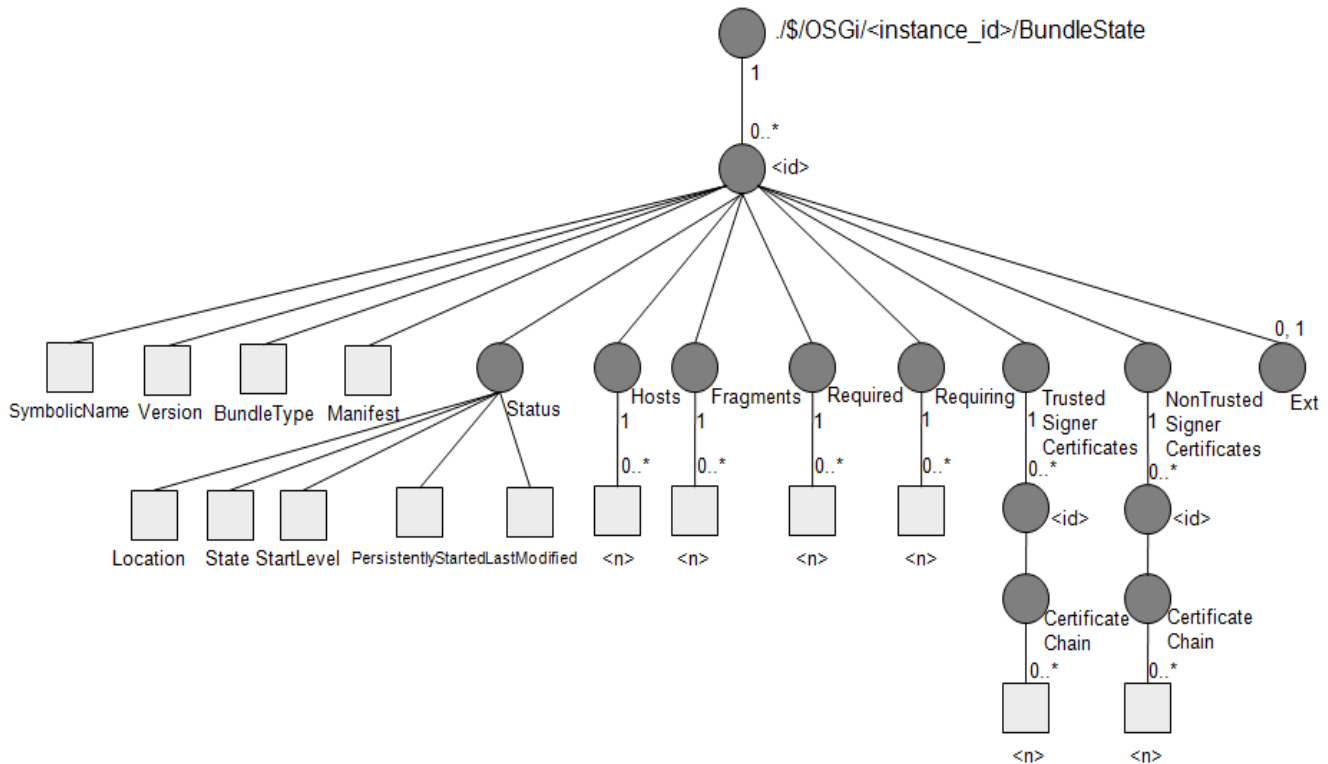 ./$/OSGi/<instance_id>/BundleState
1
0..*
<id>
0, 1
SymbolicName
Version
BundleType
Manifest
Status
Hosts
Fragments
Required
Requiring
Trusted
Signer
Certificates
NonTrusted
Signer
Certificates
Ext
1
1
1
1
1
1
0..*
0..*
0..*
0..*
0..*
0..*
Location
State
StartLevel
PersistentlyStarted
LastModified
<n>
<n>
<n>
<n>
<id>
<id>
Certificate
Chain
Certificate
Chain
0..*
0..*
<n>
<n>